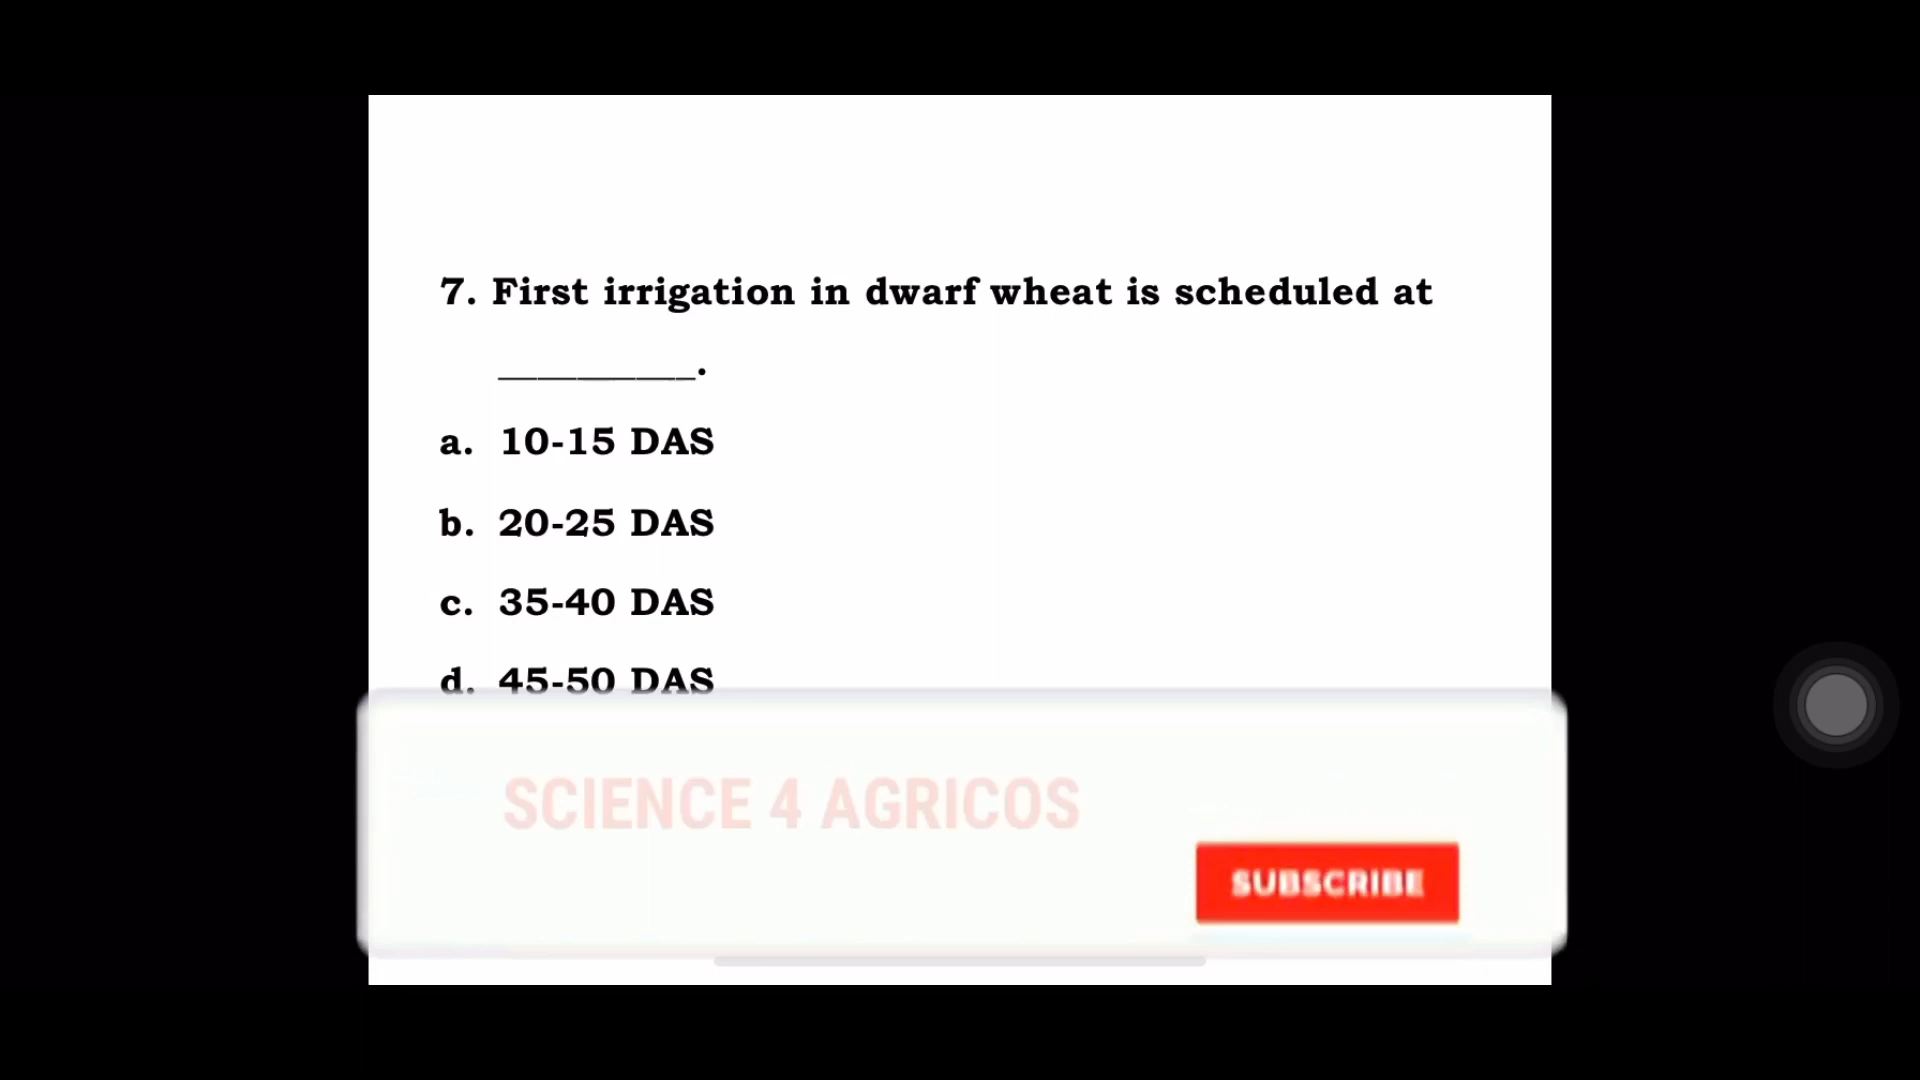 7. First irrigation in dwarf wheat is scheduled at
__________.
a. 10-15 DAS
b. 20-25 DAS
c. 35-40 DAS
d. 45-50 DAS
SCIENCE 4 AGRICOS
SUBSCRIBE